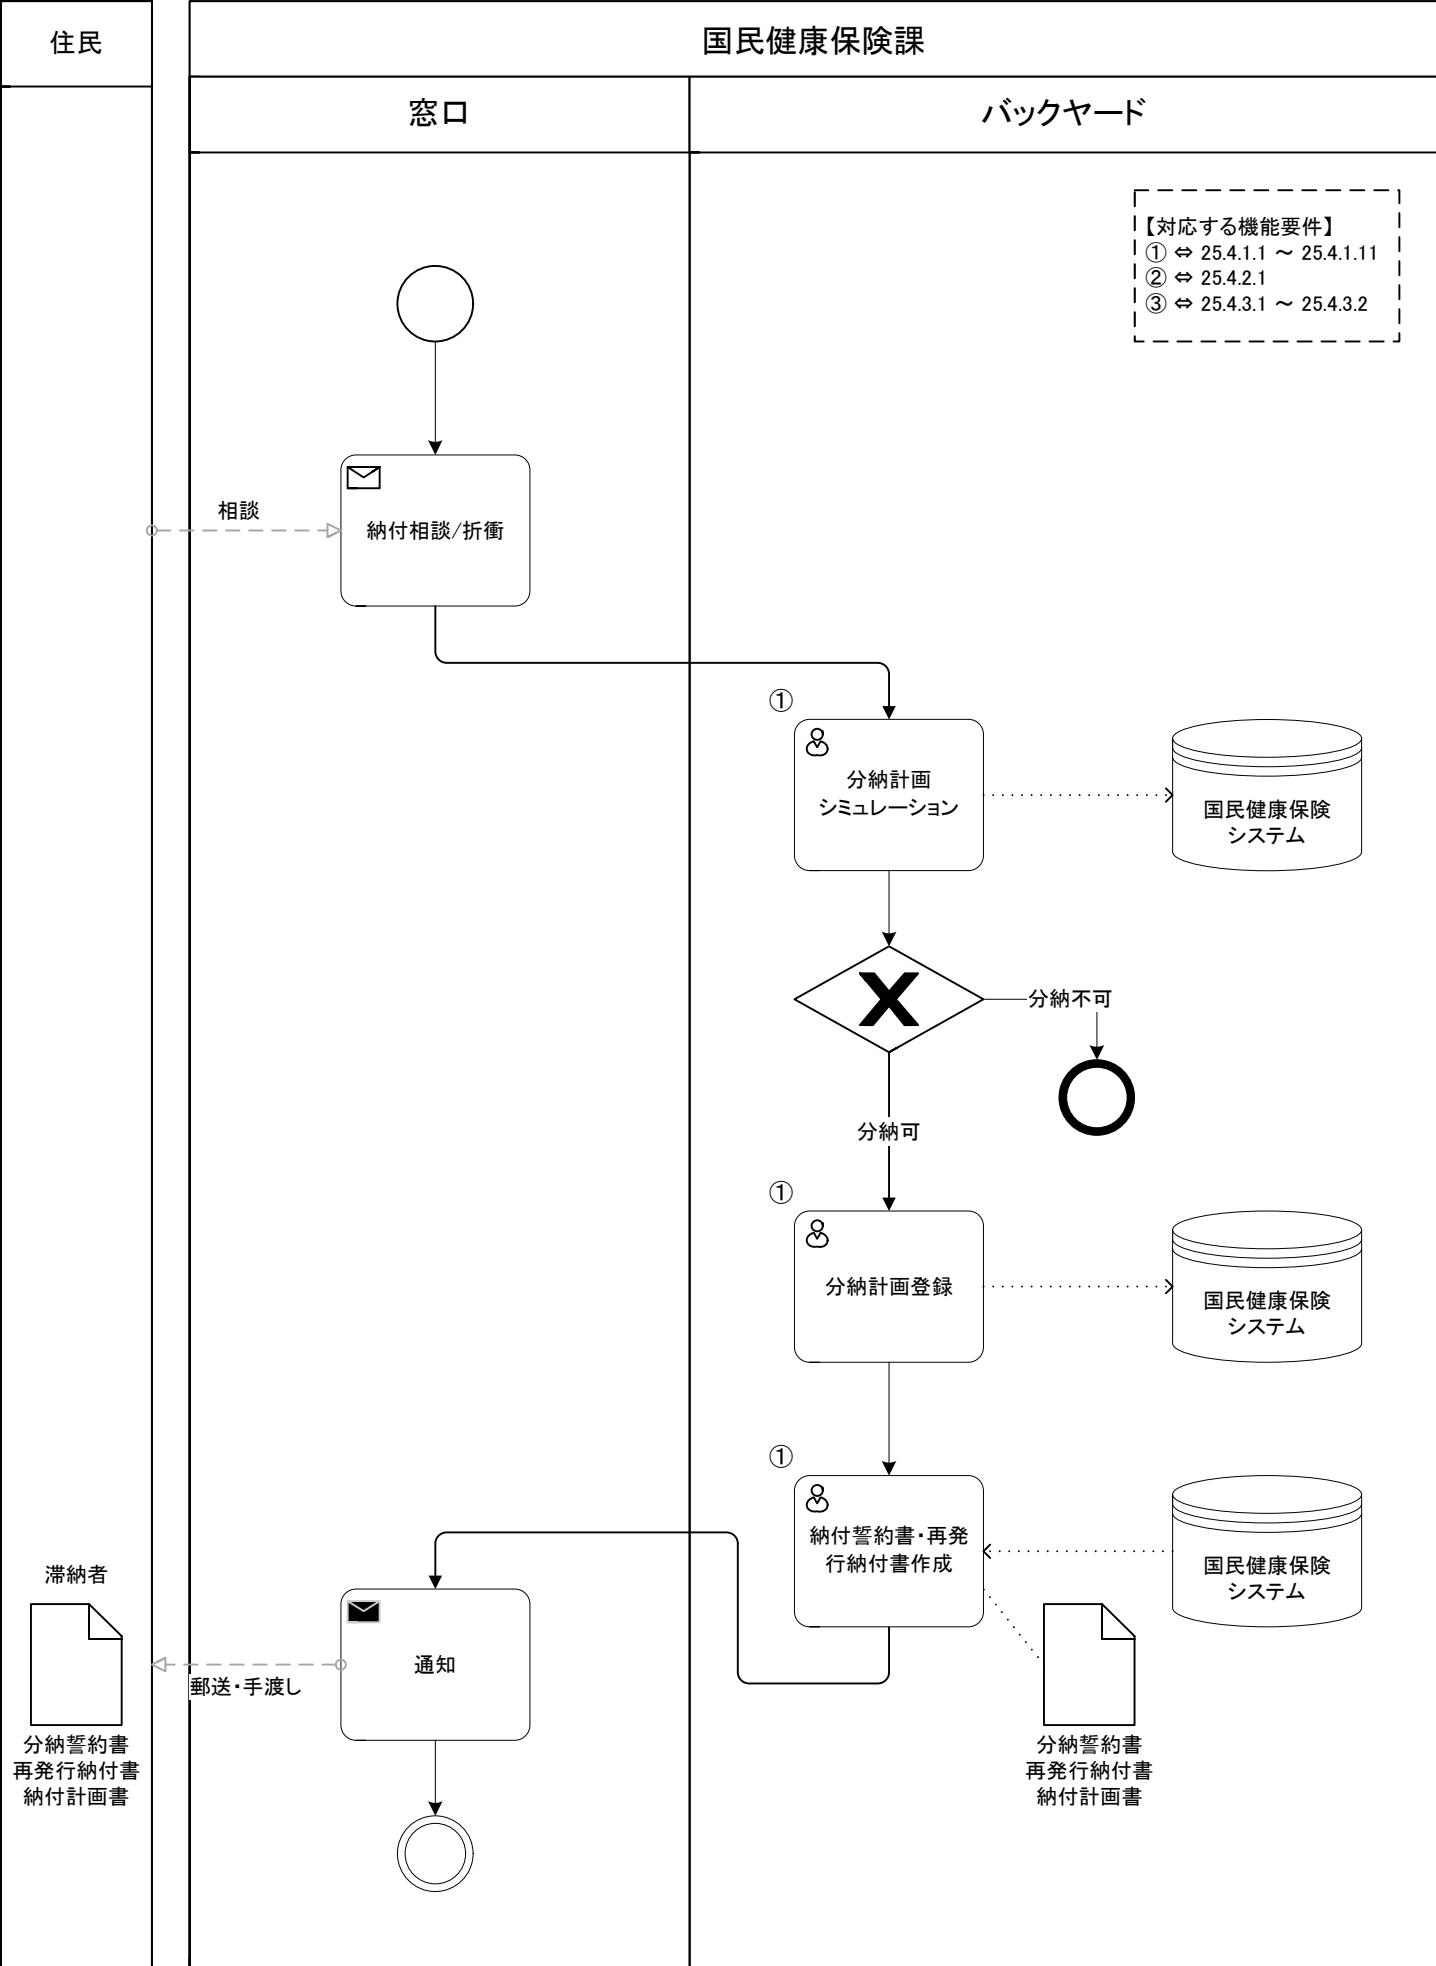 住民
国民健康保険課
窓口
バックヤード
【対応する機能要件】
① ⇔ 25.4.1.1 ～ 25.4.1.11
② ⇔ 25.4.2.1
③ ⇔ 25.4.3.1 ～ 25.4.3.2
相談
納付相談/折衝
①
分納計画
シミュレーション
国民健康保険
システム
分納不可
分納可
①
分納計画登録
国民健康保険
システム
①
納付誓約書・再発
行納付書作成
国民健康保険
システム
滞納者
通知
郵送・手渡し
分納誓約書
再発行納付書
納付計画書
分納誓約書
再発行納付書
納付計画書